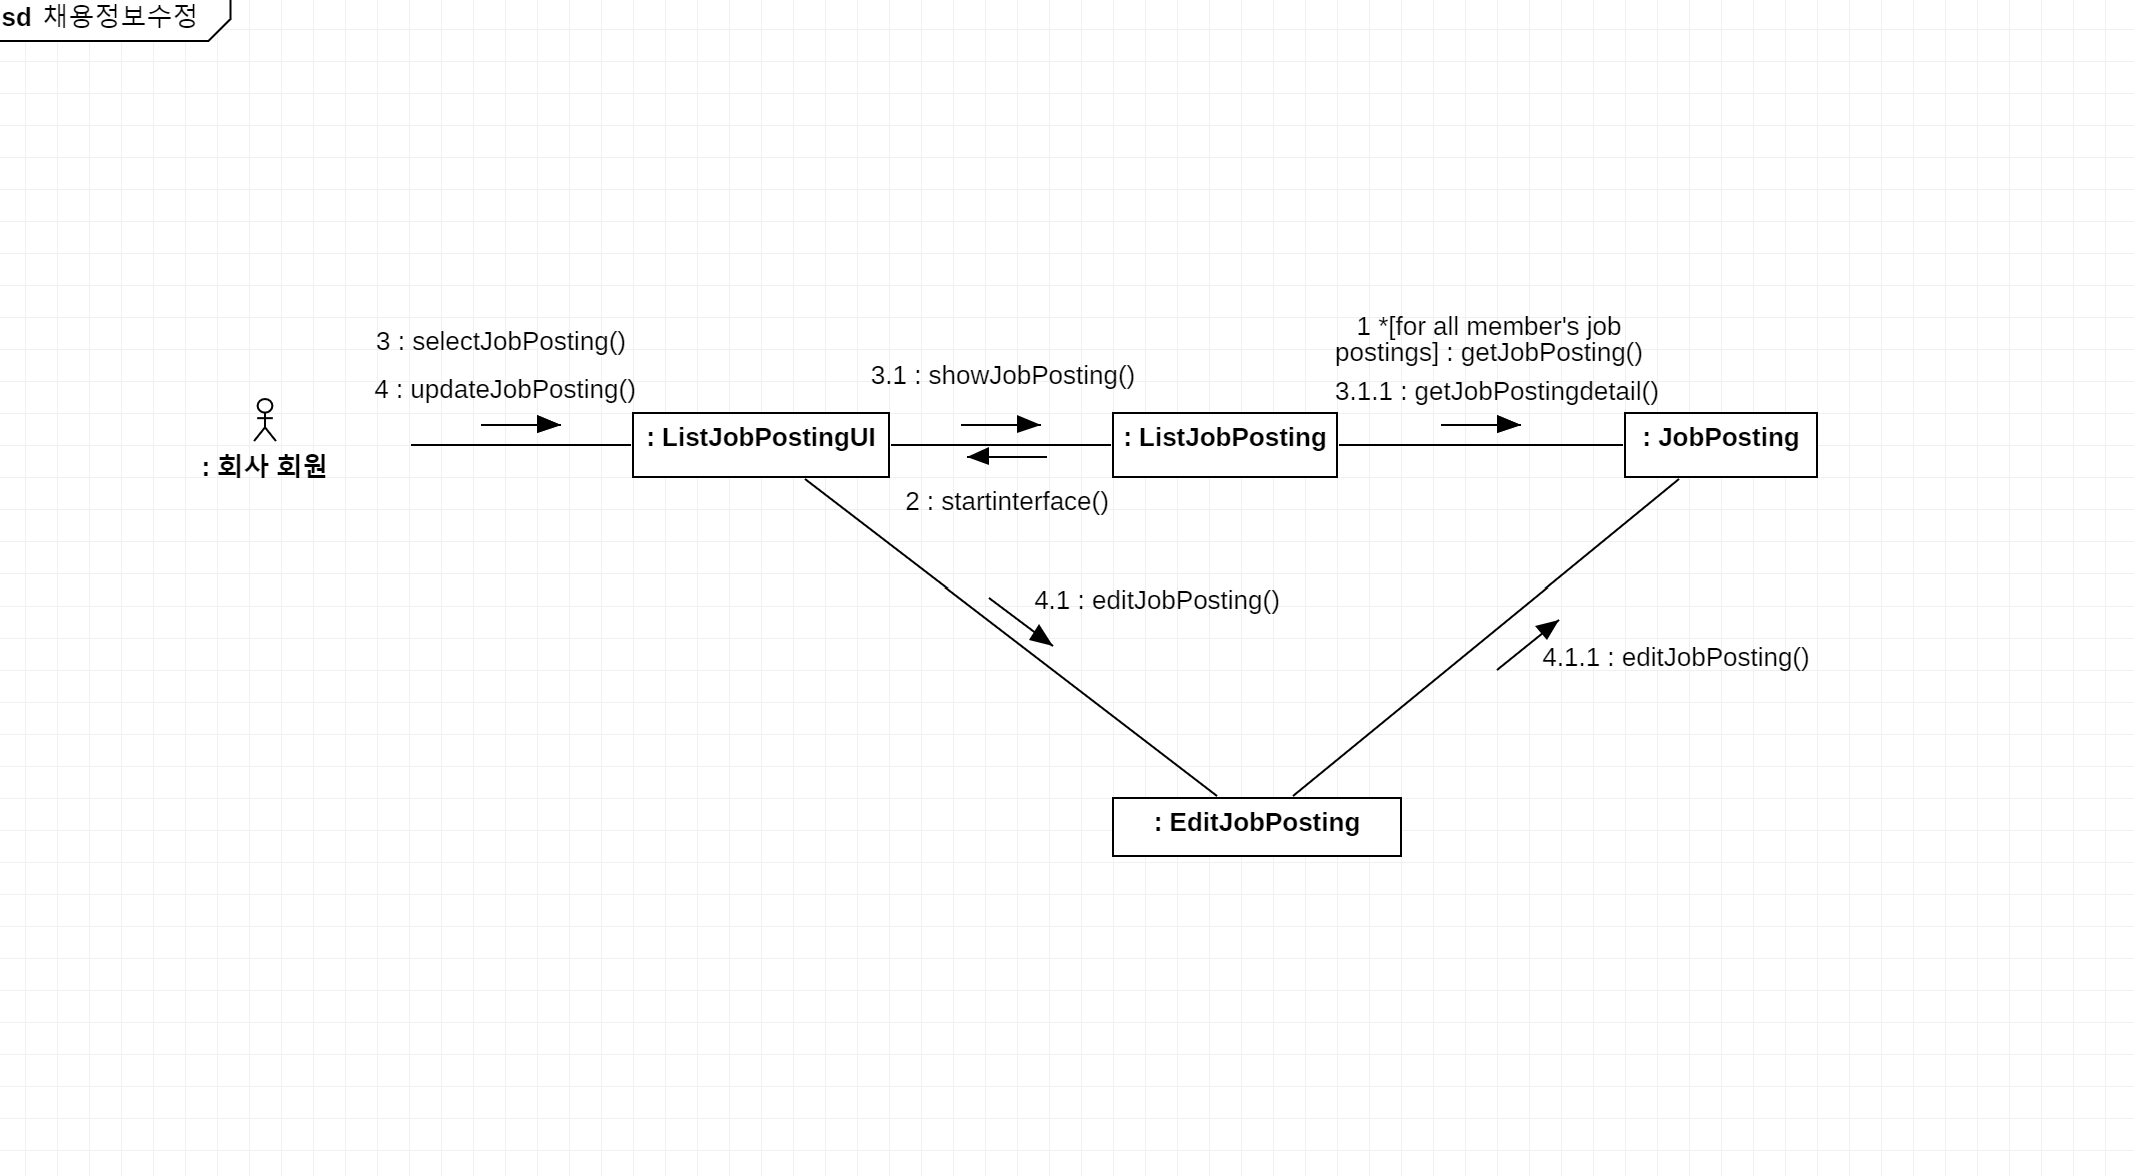 sd 채용정보수정
3 : selectJobPosting()
4 : updateJobPosting()
: 회사 회원
: ListJobPostingUI
3.1 : showJobPosting()
2 : startinterface()
: ListJobPosting
1 *[for all member's job
postings] : getJobPosting()
3.1.1 : getJobPostingdetail()
: JobPosting
4.1 : editJobPosting()
4.1.1 : editJobPosting()
: EditJobPosting